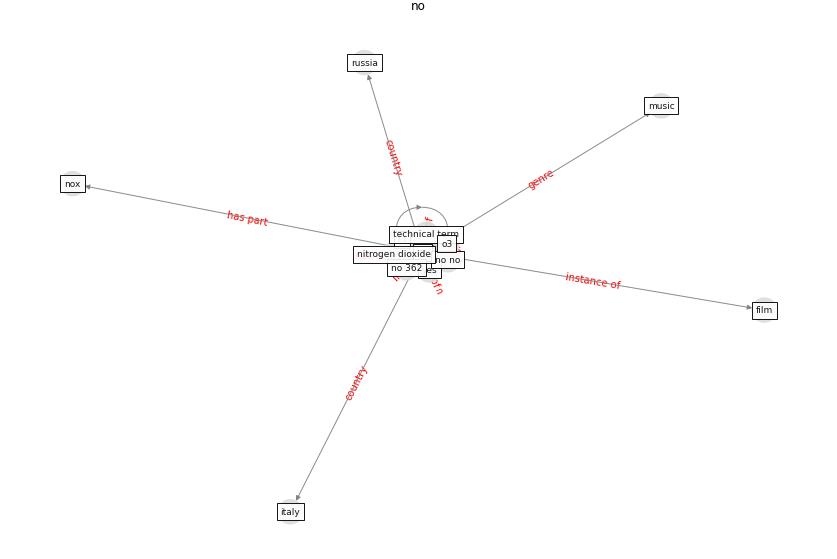 no
russia
music
country
genre
nox
has part
technical term
o3
nitrogen dioxide
no no
no 362
instance of
film
country
italy